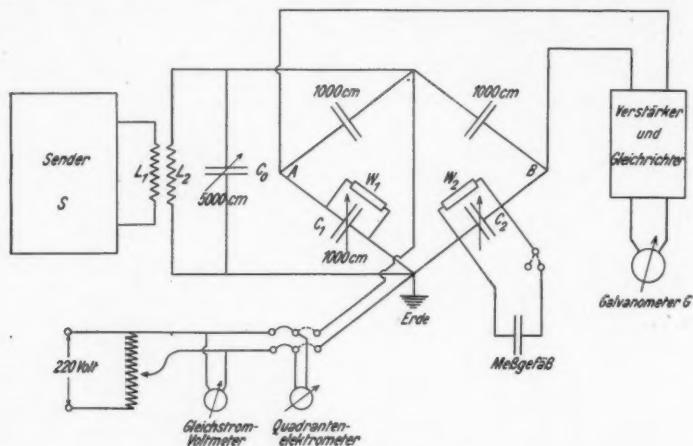 Sender
S
L₁
L₂
5000 cm
C₀
1000 cm
1000 cm
A
B
W₁
C₁
1000 cm
W₂
C₂
Verstärker
und
Gleichrichter
Galvanometer G
Erde
Meßgefäß
220 Volt
Gleichstrom-
Voltmeter
Quadranten-
elektrometer